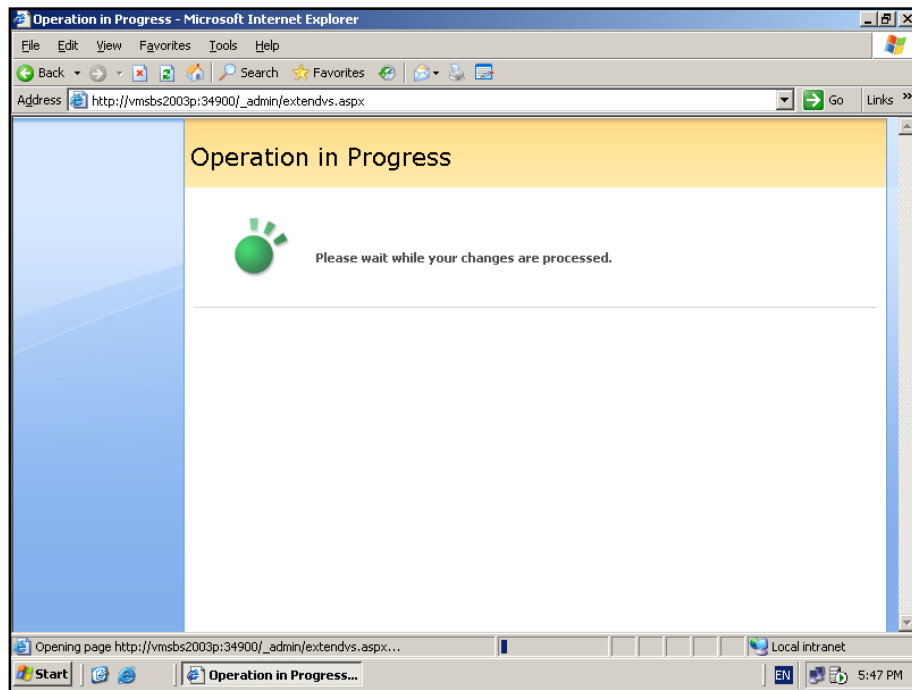 Operation in Progress - Microsoft Internet Explorer
File Edit View Favorites Tools Help
Back Search Favorites
Address http://vmsbs2003p:34900/_admin/extendvs.aspx Go Links »
Operation in Progress
Please wait while your changes are processed.
Opening page http://vmsbs2003p:34900/_admin/extendvs.aspx... Local intranet
Start Operation in Progress... EN 5:47 PM